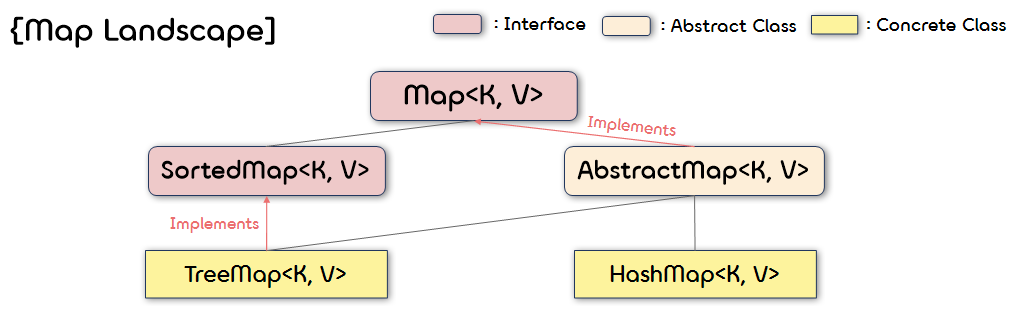 {Map Landscape]
: Interface
: Abstract Class
: Concrete Class
Map<K, V>
Implements
SortedMap<K, V>
AbstractMap<K, V>
Implements
TreeMap<K, V>
HashMap<K, V>